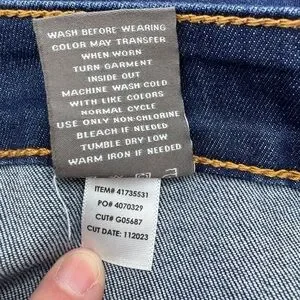 WASH BEFORE WEARING
COLOR MAY TRANSFER
WHEN WORN
TURN GARMENT
INSIDE OUT
MACHINE WASH COLD
WITH LIKE COLORS
NORMAL CYCLE
USE ONLY NON-CHLORINE
BLEACH IF NEEDED
TUMBLE DRY LOW
WARM IRON IF NEEDED
ITEM# 41735531
PO# 4070329
CUT# G05687
CUT DATE: 112023